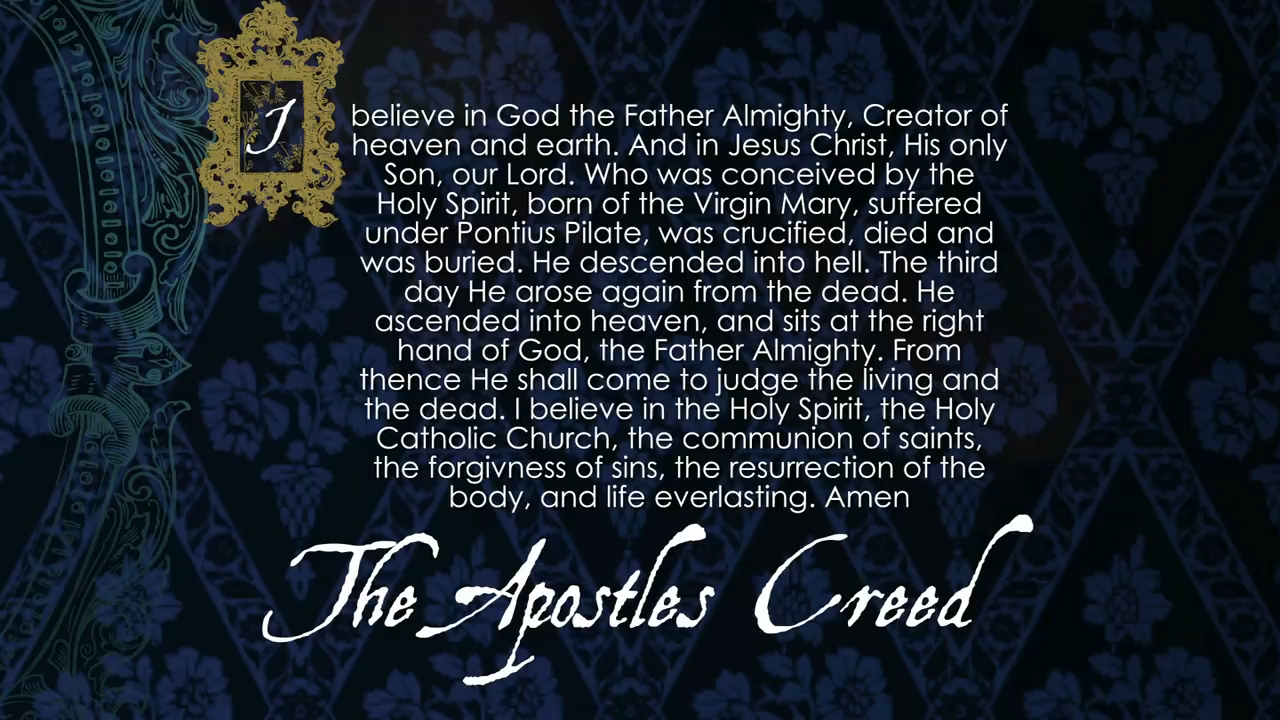 I believe in God the Father Almighty, Creator of
heaven and earth. And in Jesus Christ, His only
Son, our Lord. Who was conceived by the
Holy Spirit, born of the Virgin Mary, suffered
under Pontius Pilate, was crucified, died and
was buried. He descended into hell. The third
day He arose again from the dead. He
ascended into heaven, and sits at the right
hand of God, the Father Almighty. From
thence He shall come to judge the living and
the dead. I believe in the Holy Spirit, the Holy
Catholic Church, the communion of saints,
the forgivness of sins, the resurrection of the
body, and life everlasting. Amen
The Apostles Creed